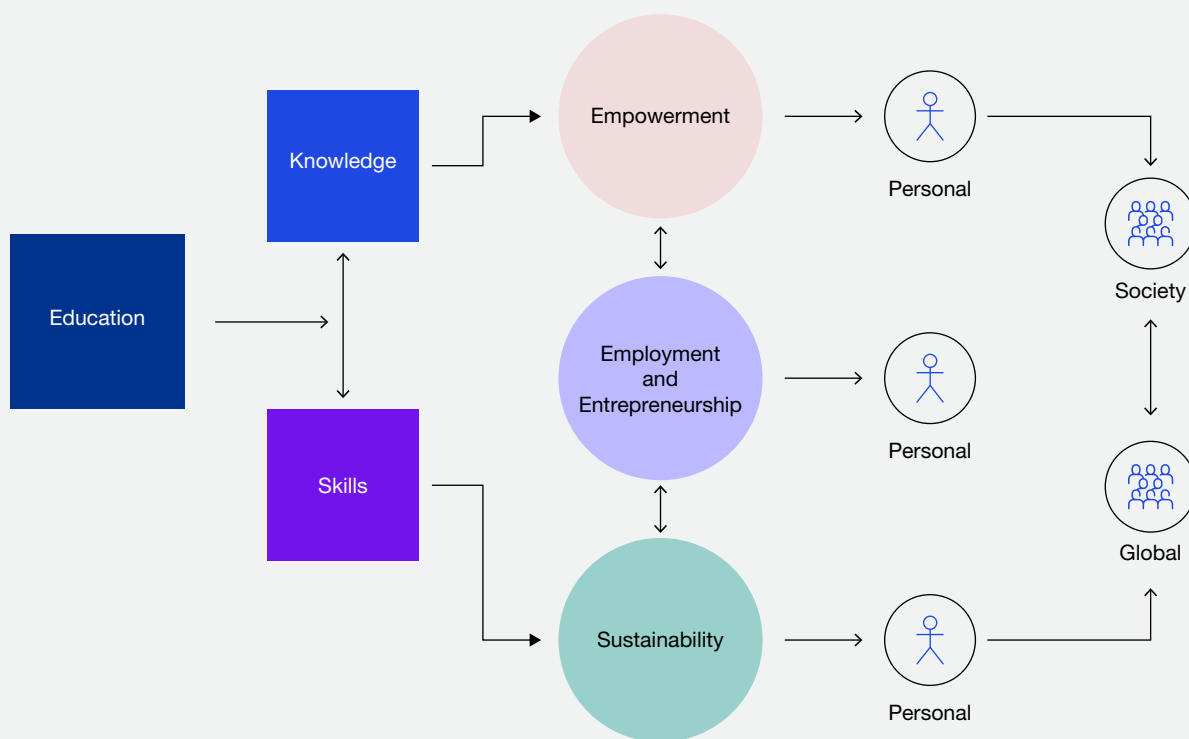 Education
Knowledge
Skills
Empowerment
Employment
and
Entrepreneurship
Sustainability
Personal
Personal
Personal
Society
Global